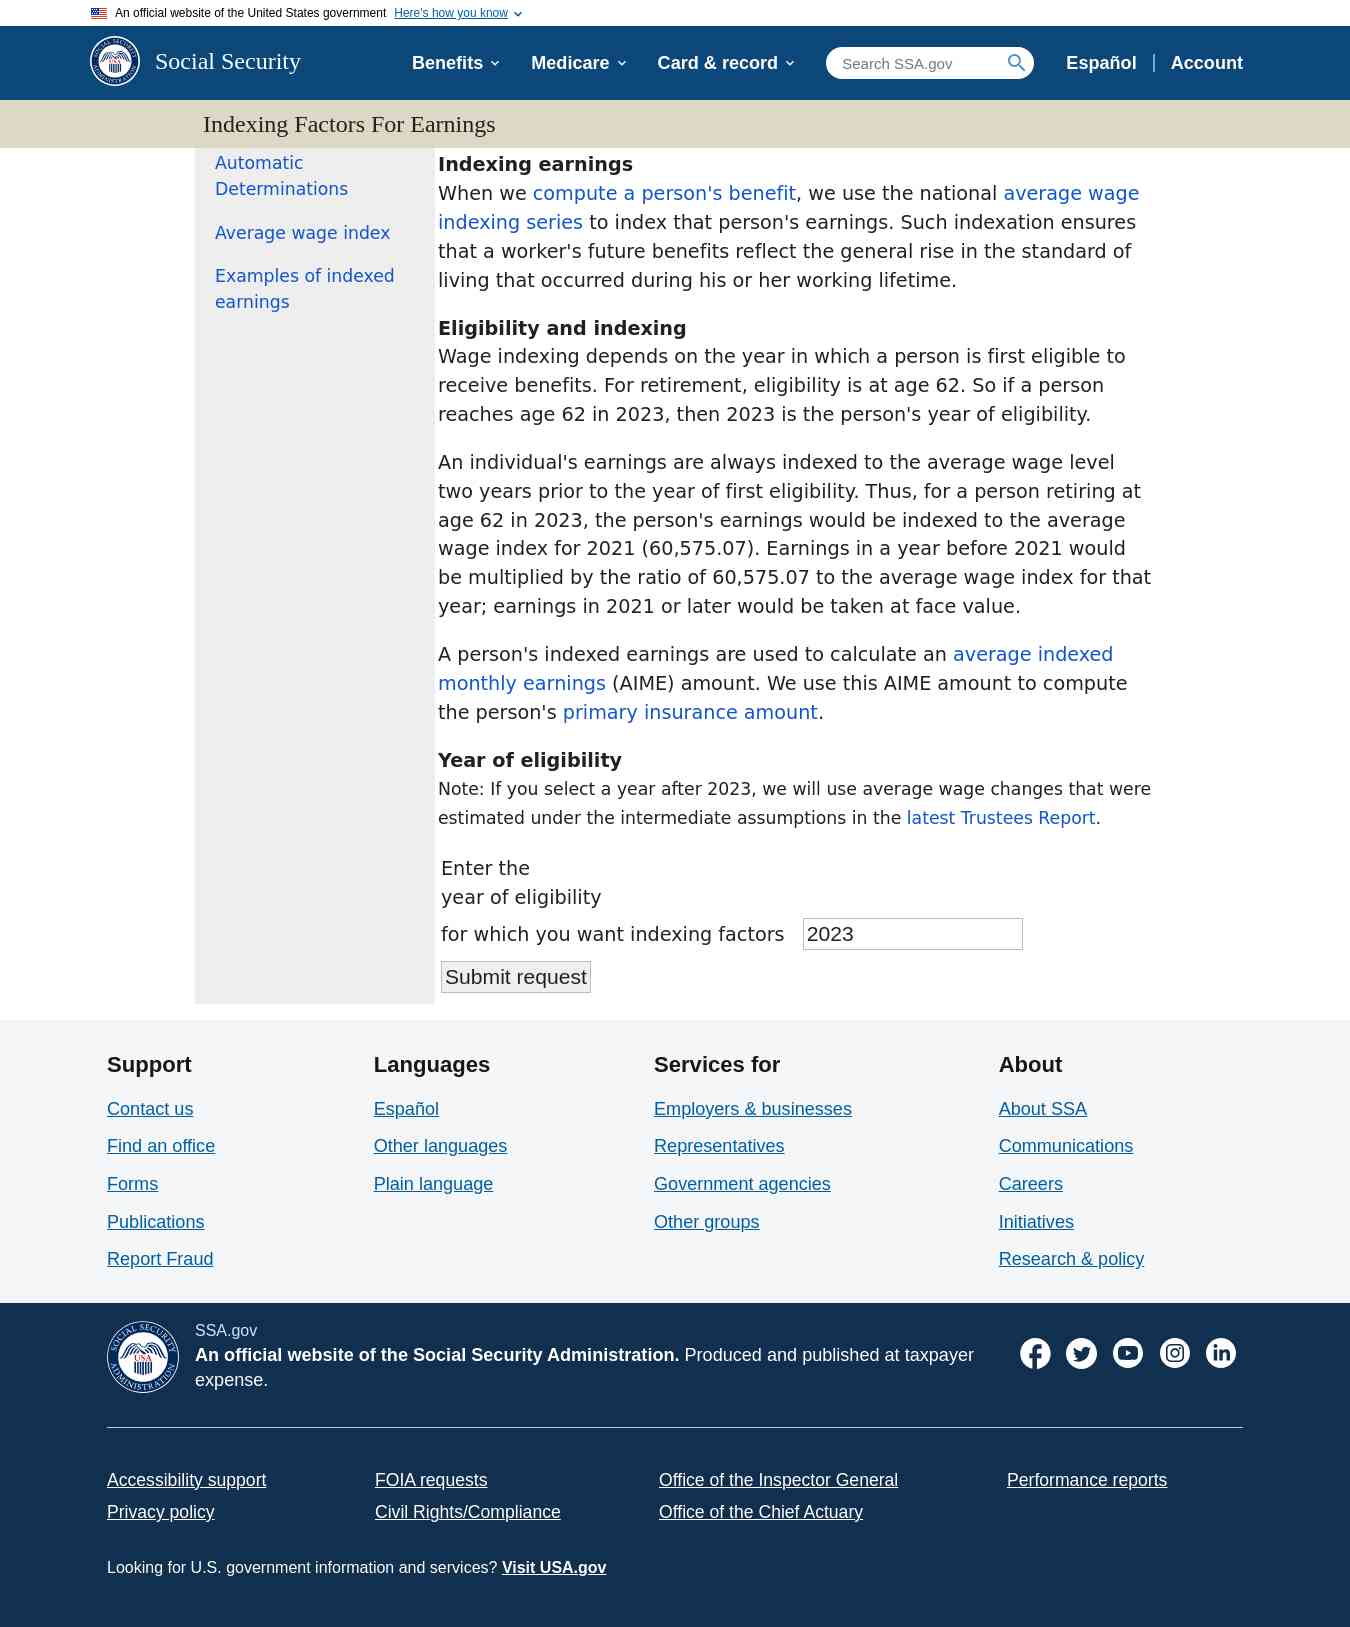 An official website of the United States government Here's how you know
Social Security
Benefits
Medicare
Card & record
Search SSA.gov
Español
Account
Indexing Factors For Earnings
Automatic
Determinations
Average wage index
Examples of indexed
earnings
Indexing earnings
When we compute a person's benefit, we use the national average wage
indexing series to index that person's earnings. Such indexation ensures
that a worker's future benefits reflect the general rise in the standard of
living that occurred during his or her working lifetime.
Eligibility and indexing
Wage indexing depends on the year in which a person is first eligible to
receive benefits. For retirement, eligibility is at age 62. So if a person
reaches age 62 in 2023, then 2023 is the person's year of eligibility.
An individual's earnings are always indexed to the average wage level
two years prior to the year of first eligibility. Thus, for a person retiring at
age 62 in 2023, the person's earnings would be indexed to the average
wage index for 2021 (60,575.07). Earnings in a year before 2021 would
be multiplied by the ratio of 60,575.07 to the average wage index for that
year; earnings in 2021 or later would be taken at face value.
A person's indexed earnings are used to calculate an average indexed
monthly earnings (AIME) amount. We use this AIME amount to compute
the person's primary insurance amount.
Year of eligibility
Note: If you select a year after 2023, we will use average wage changes that were
estimated under the intermediate assumptions in the latest Trustees Report.
Enter the
year of eligibility
for which you want indexing factors 2023
Submit request
Support
Contact us
Find an office
Forms
Publications
Report Fraud
Languages
Español
Other languages
Plain language
Services for
Employers & businesses
Representatives
Government agencies
Other groups
About
About SSA
Communications
Careers
Initiatives
Research & policy
SOCIAL SECURITY
USA
ADMINISTRATION
SSA.gov
An official website of the Social Security Administration. Produced and published at taxpayer
expense.
Accessibility support
FOIA requests
Office of the Inspector General
Performance reports
Privacy policy
Civil Rights/Compliance
Office of the Chief Actuary
Looking for U.S. government information and services? Visit USA.gov